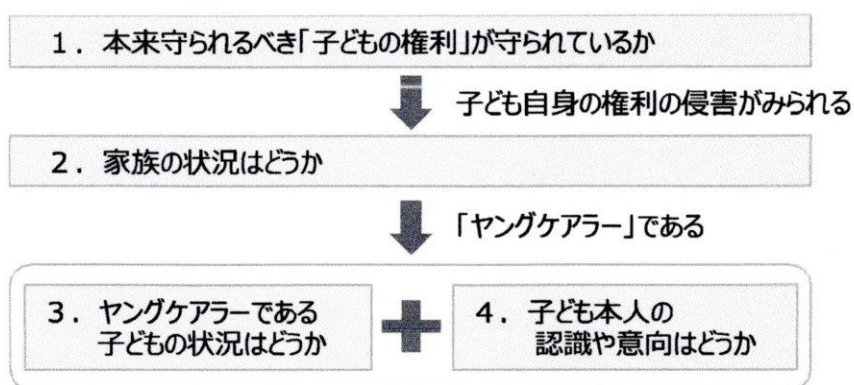 1. 本来守られるべき「子どもの権利」が守られているか
子ども自身の権利の侵害がみられる
2. 家族の状況はどうか
「ヤングケアラー」である
3. ヤングケアラーである
子どもの状況はどうか
4. 子ども本人の
認識や意向はどうか